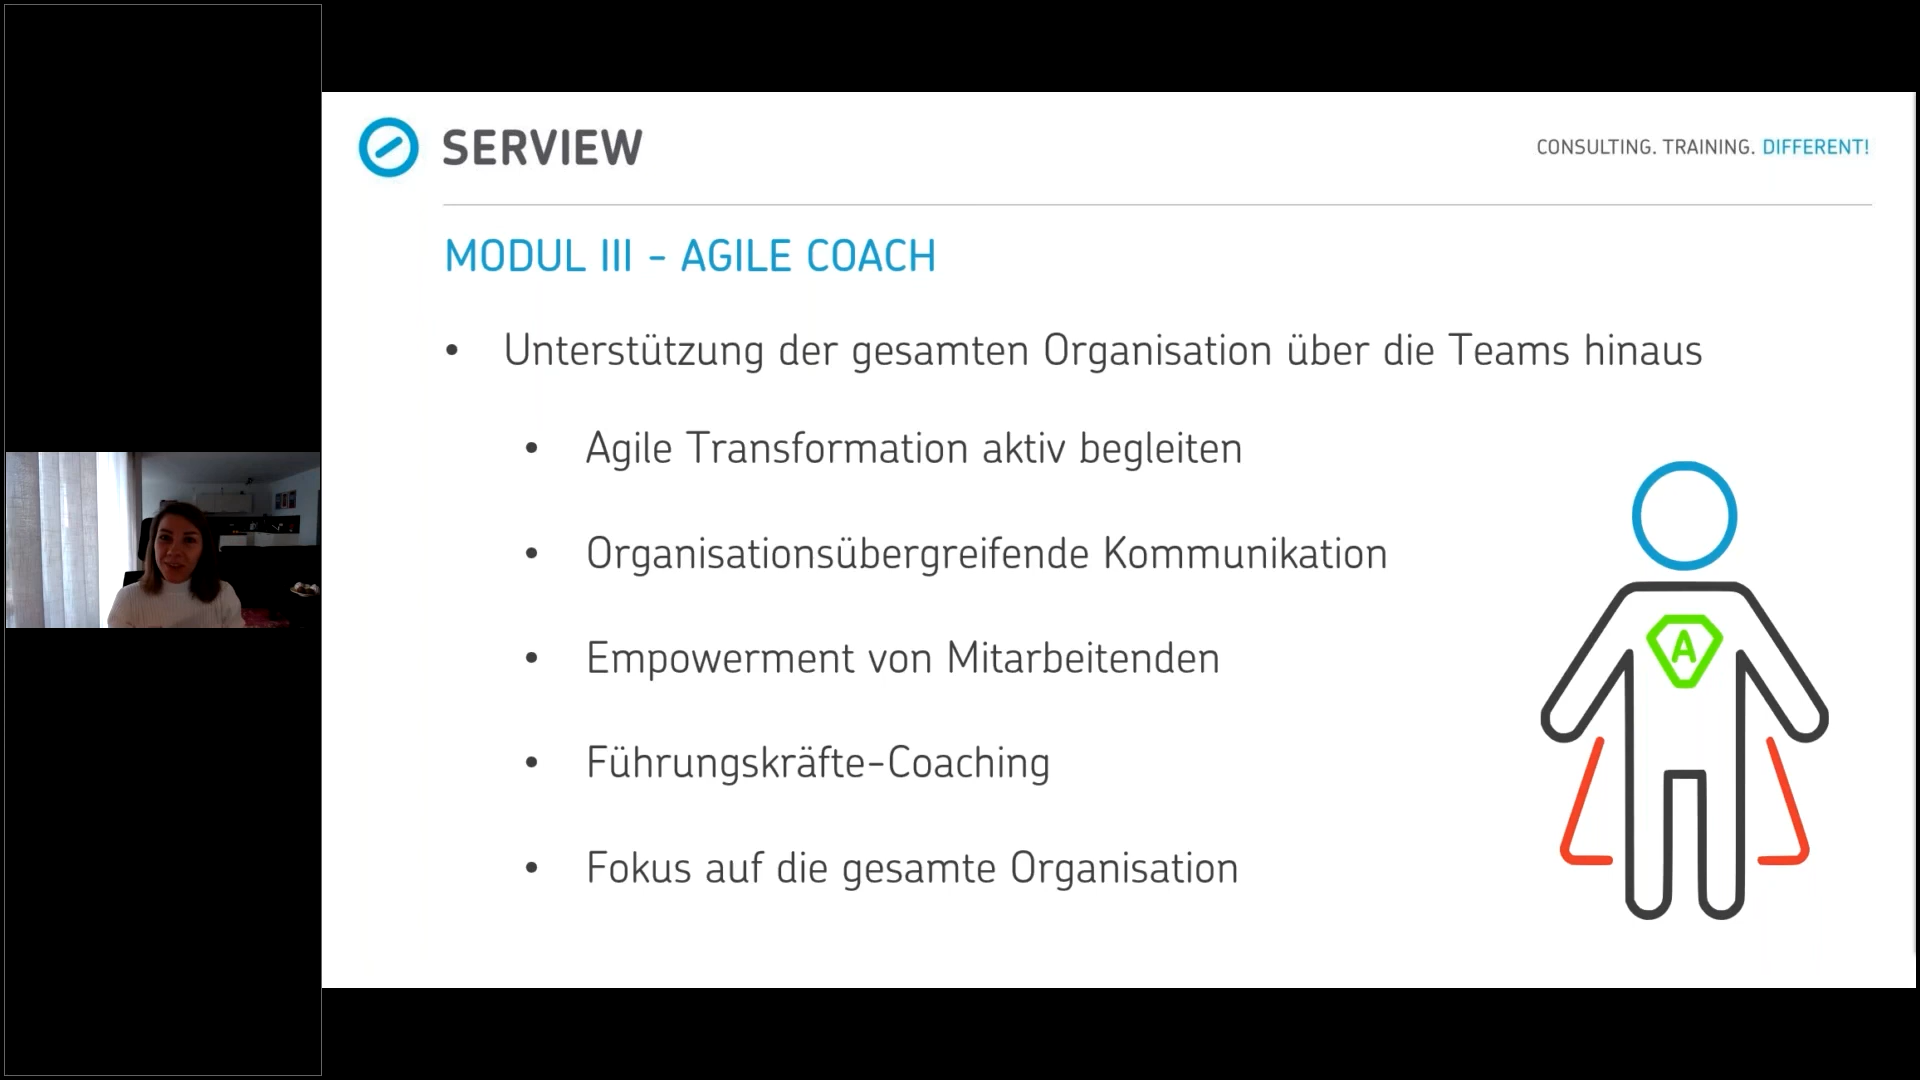 SERVIEW
CONSULTING. TRAINING. DIFFERENT!
MODUL III - AGILE COACH
• Unterstützung der gesamten Organisation über die Teams hinaus
• Agile Transformation aktiv begleiten
• Organisationsübergreifende Kommunikation
• Empowerment von Mitarbeitenden
• Führungskräfte-Coaching
• Fokus auf die gesamte Organisation
A